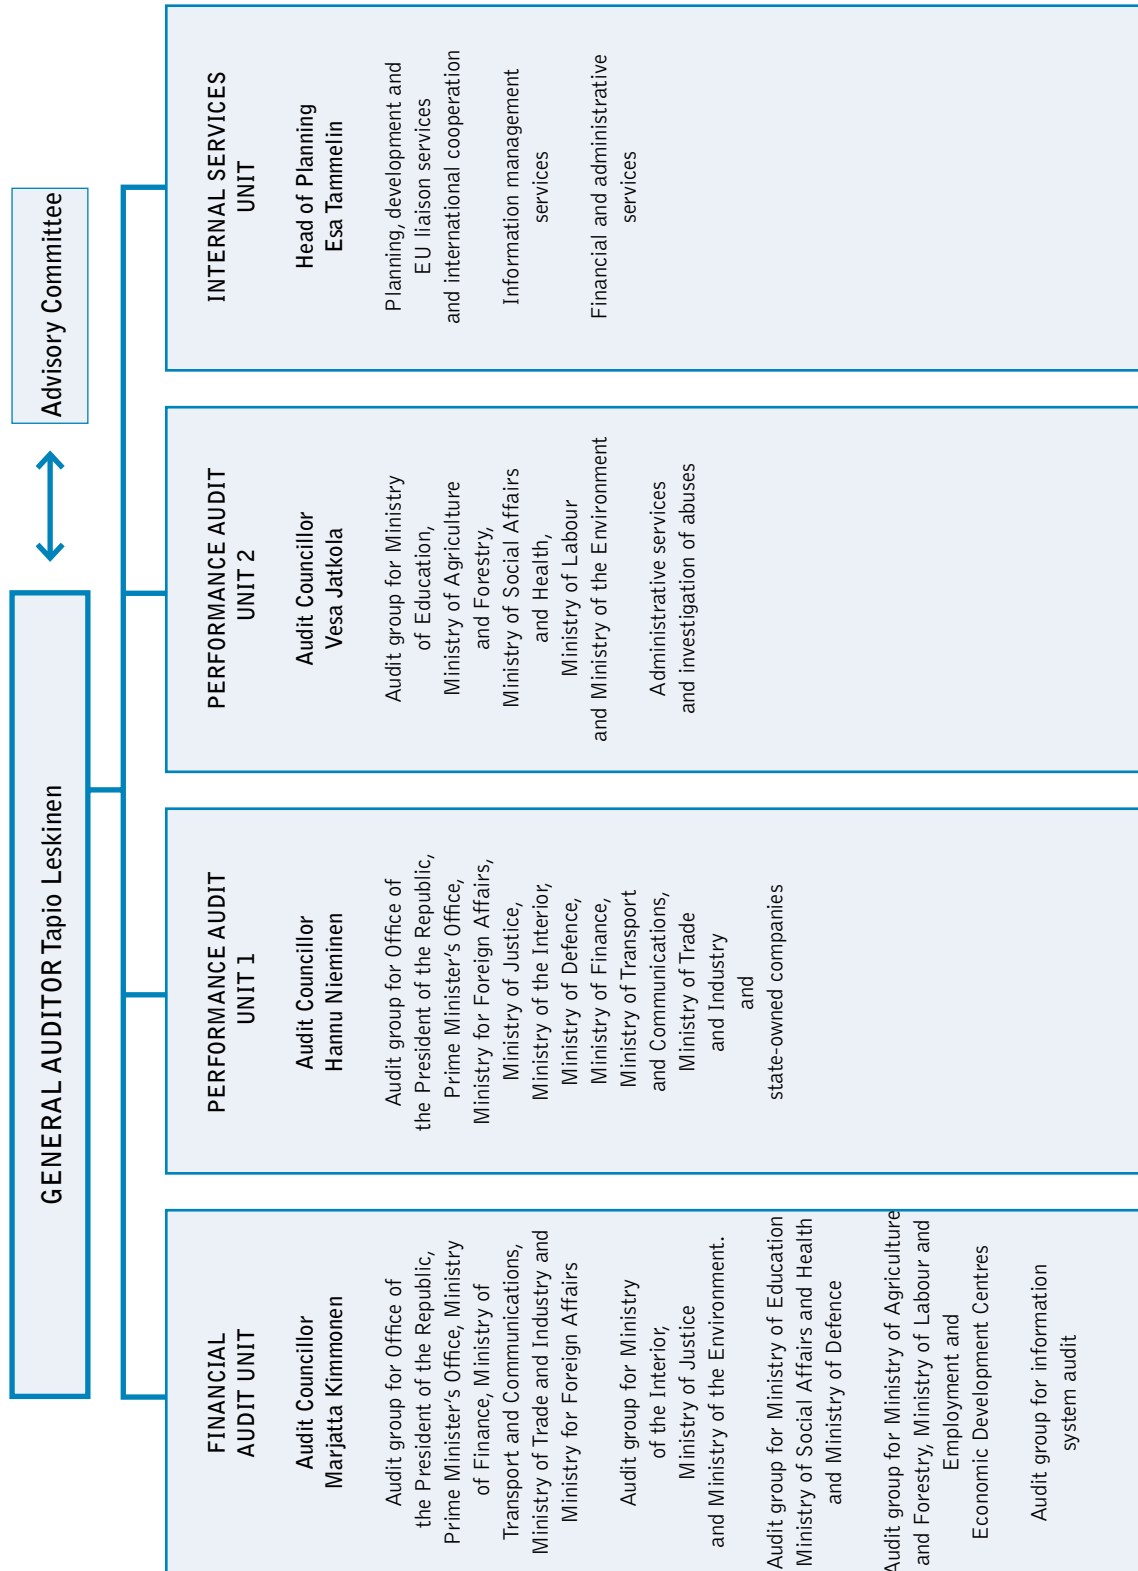 GENERAL AUDITOR Tapio Leskinen
Advisory Committee
FINANCIAL
AUDIT UNIT
Audit Councillor
Marjatta Kimmonen
Audit group for Office of
the President of the Republic,
Prime Minister's Office, Ministry
of Finance, Ministry of
Transport and Communications,
Ministry of Trade and Industry and
Ministry for Foreign Affairs
Audit group for Ministry
of the Interior,
Ministry of Justice
and Ministry of the Environment.
Audit group for Ministry of Education
Ministry of Social Affairs and Health
and Ministry of Defence
Audit group for Ministry of Agriculture
and Forestry, Ministry of Labour and
Employment and
Economic Development Centres
Audit group for information
system audit
PERFORMANCE AUDIT
UNIT 1
Audit Councillor
Hannu Nieminen
Audit group for Office of
the President of the Republic,
Prime Minister's Office,
Ministry for Foreign Affairs,
Ministry of Justice,
Ministry of the Interior,
Ministry of Defence,
Ministry of Finance,
Ministry of Transport
and Communications,
Ministry of Trade
and Industry
and
state-owned companies
PERFORMANCE AUDIT
UNIT 2
Audit Councillor
Vesa Jatkola
Audit group for Ministry
of Education,
Ministry of Agriculture
and Forestry,
Ministry of Social Affairs
and Health,
Ministry of Labour
and Ministry of the Environment
Administrative services
and investigation of abuses
INTERNAL SERVICES
UNIT
Head of Planning
Esa Tammelin
Planning, development and
EU liaison services
and international cooperation
Information management
services
Financial and administrative
services